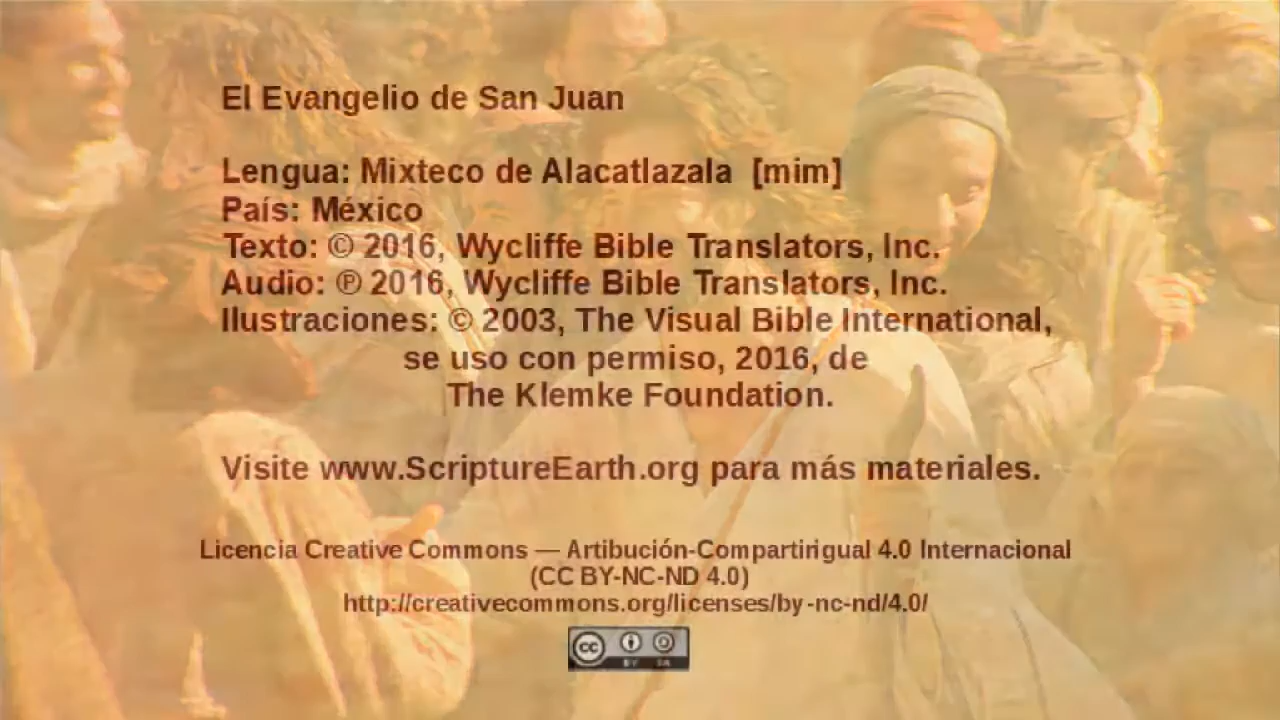 El Evangelio de San Juan
Lengua: Mixteco de Alacatlazala [mim]
País: México
Texto: © 2016, Wycliffe Bible Translators, Inc.
Audio: ℗ 2016, Wycliffe Bible Translators, Inc.
Ilustraciones: © 2003, The Visual Bible International,
se uso con permiso, 2016, de
The Klemke Foundation.
Visite www.ScriptureEarth.org para más materiales.
Licencia Creative Commons — Artibución-CompartirIgual 4.0 Internacional
(CC BY-NC-ND 4.0)
http://creativecommons.org/licenses/by-nc-nd/4.0/
cc BY SA